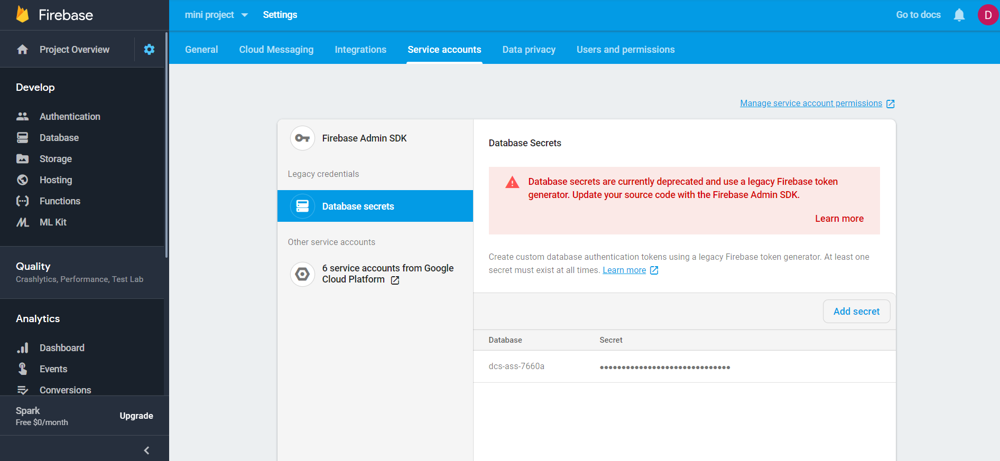 Firebase
mini project
Settings
Go to docs
D
Project Overview
General
Cloud Messaging
Integrations
Service accounts
Data privacy
Users and permissions
Develop
Authentication
Database
Storage
Hosting
Functions
ML Kit
Quality
Crashlytics, Performance, Test Lab
Analytics
Dashboard
Events
Conversions
Spark
Free $0/month
Upgrade
Manage service account permissions
Firebase Admin SDK
Legacy credentials
Database secrets
Other service accounts
6 service accounts from Google
Cloud Platform
Database Secrets
Database secrets are currently deprecated and use a legacy Firebase token
generator. Update your source code with the Firebase Admin SDK.
Learn more
Create custom database authentication tokens using a legacy Firebase token generator. At least one
secret must exist at all times. Learn more
Add secret
Database
Secret
dcs-ass-7660a
••••••••••••••••••••••••••••••